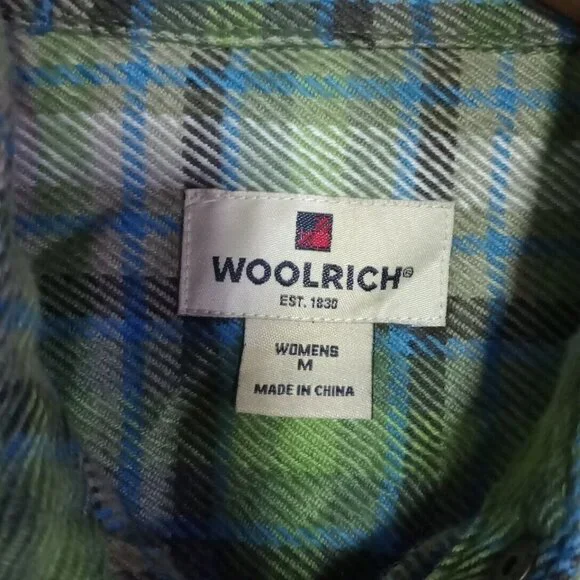 WOOLRICH®
EST. 1830
WOMENS
M
MADE IN CHINA